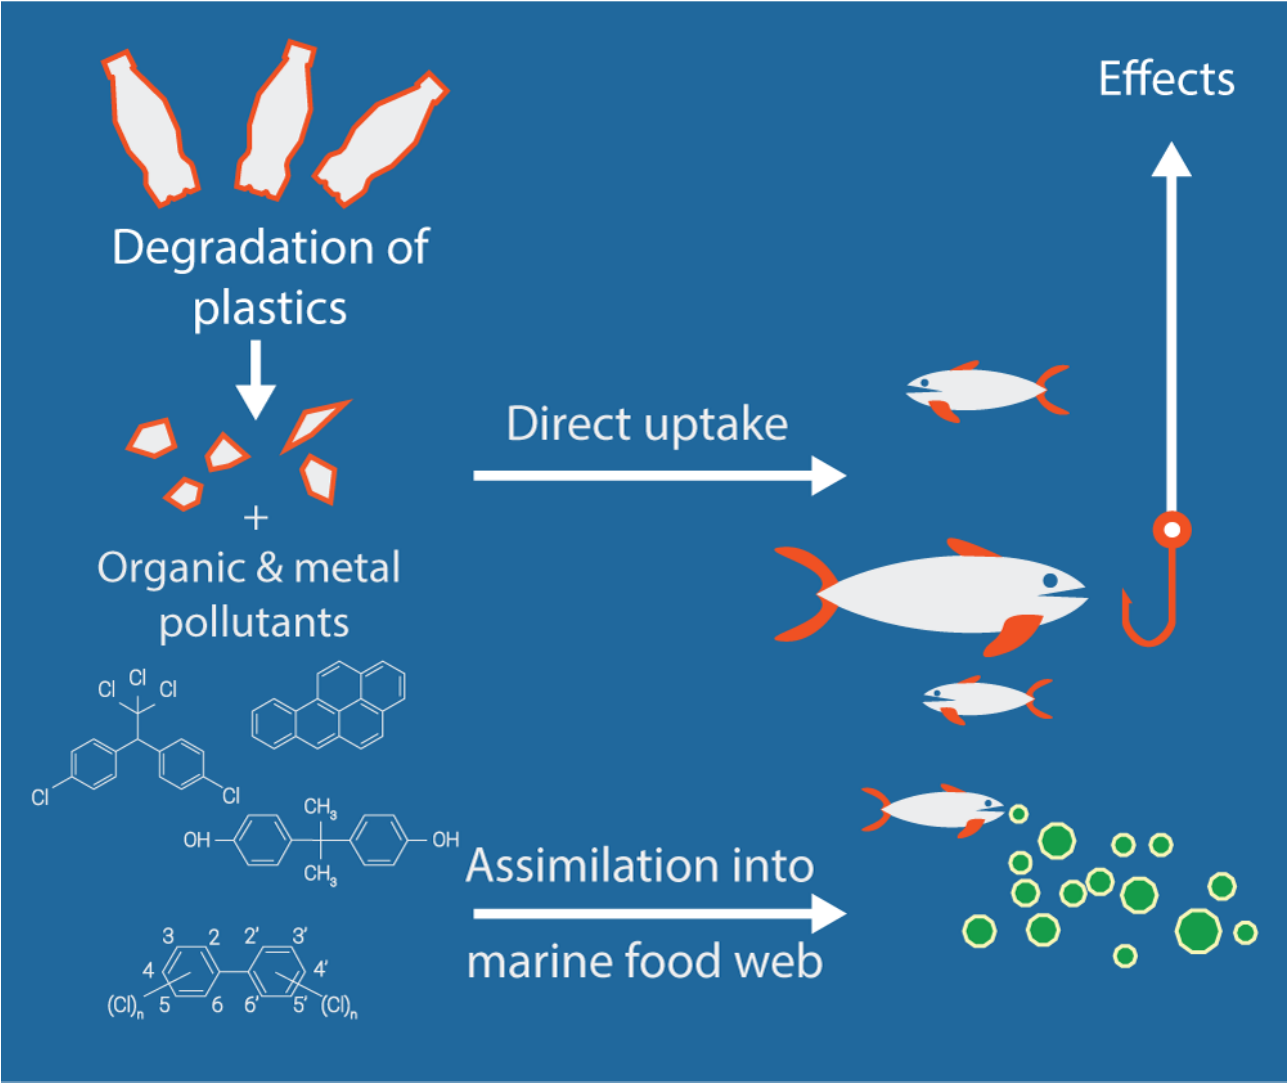 Effects
Degradation of
plastics
Direct uptake
+
Organic & metal
pollutants
Cl
Cl Cl
Cl Cl
CH3
OH OH
CH3
Assimilation into
marine food web
3 2 2' 3'
4 4'
(Cl)n 5 6 6' 5' (Cl)n